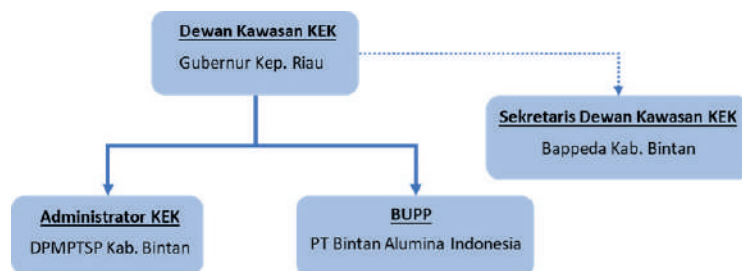 Dewan Kawasan KEK
Gubernur Kep. Riau
Sekretaris Dewan Kawasan KEK
Bappeda Kab. Bintan
Administrator KEK
DPMPTSP Kab. Bintan
BUPP
PT Bintan Alumina Indonesia